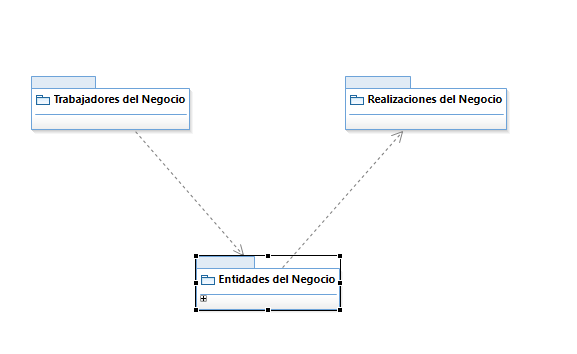 Trabajadores del Negocio
Realizaciones del Negocio
Entidades del Negocio